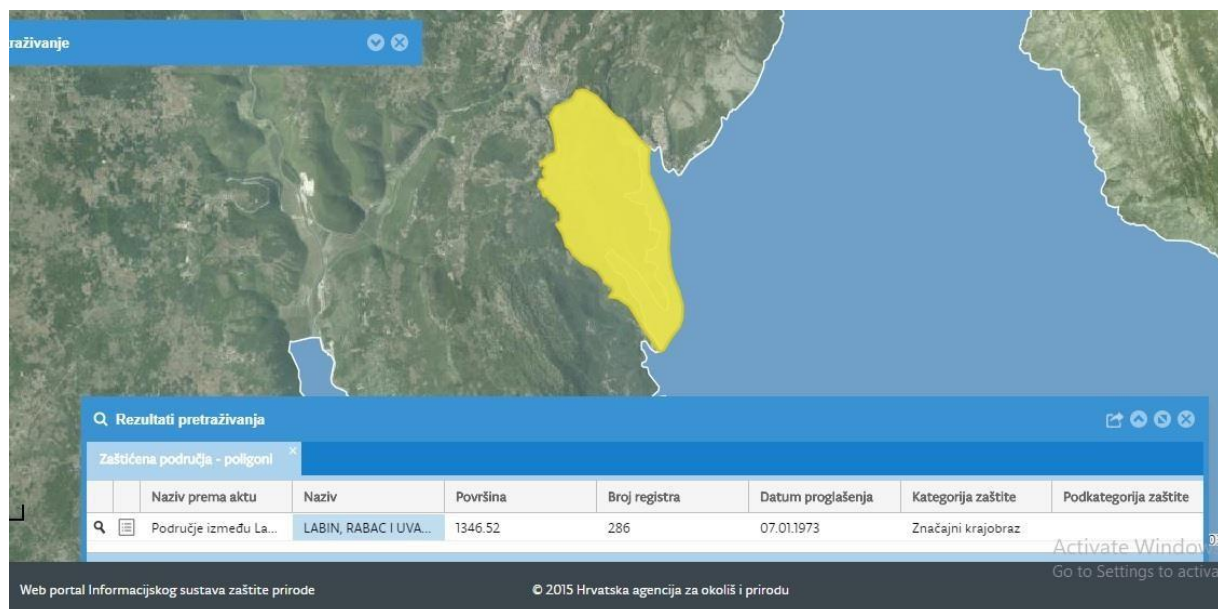 raživanje
Rezultati pretraživanja
Zaštićena područja - poligoni
Naziv prema aktu Naziv Površina Broj registra Datum proglašenja Kategorija zaštite Podkategorija zaštite
Područje između La... LABIN, RABAC I UVA... 1346.52 286 07.01.1973 Značajni krajobraz
Activate Window
Go to Settings to activa
Web portal Informacijskog sustava zaštite prirode © 2015 Hrvatska agencija za okoliš i prirodu